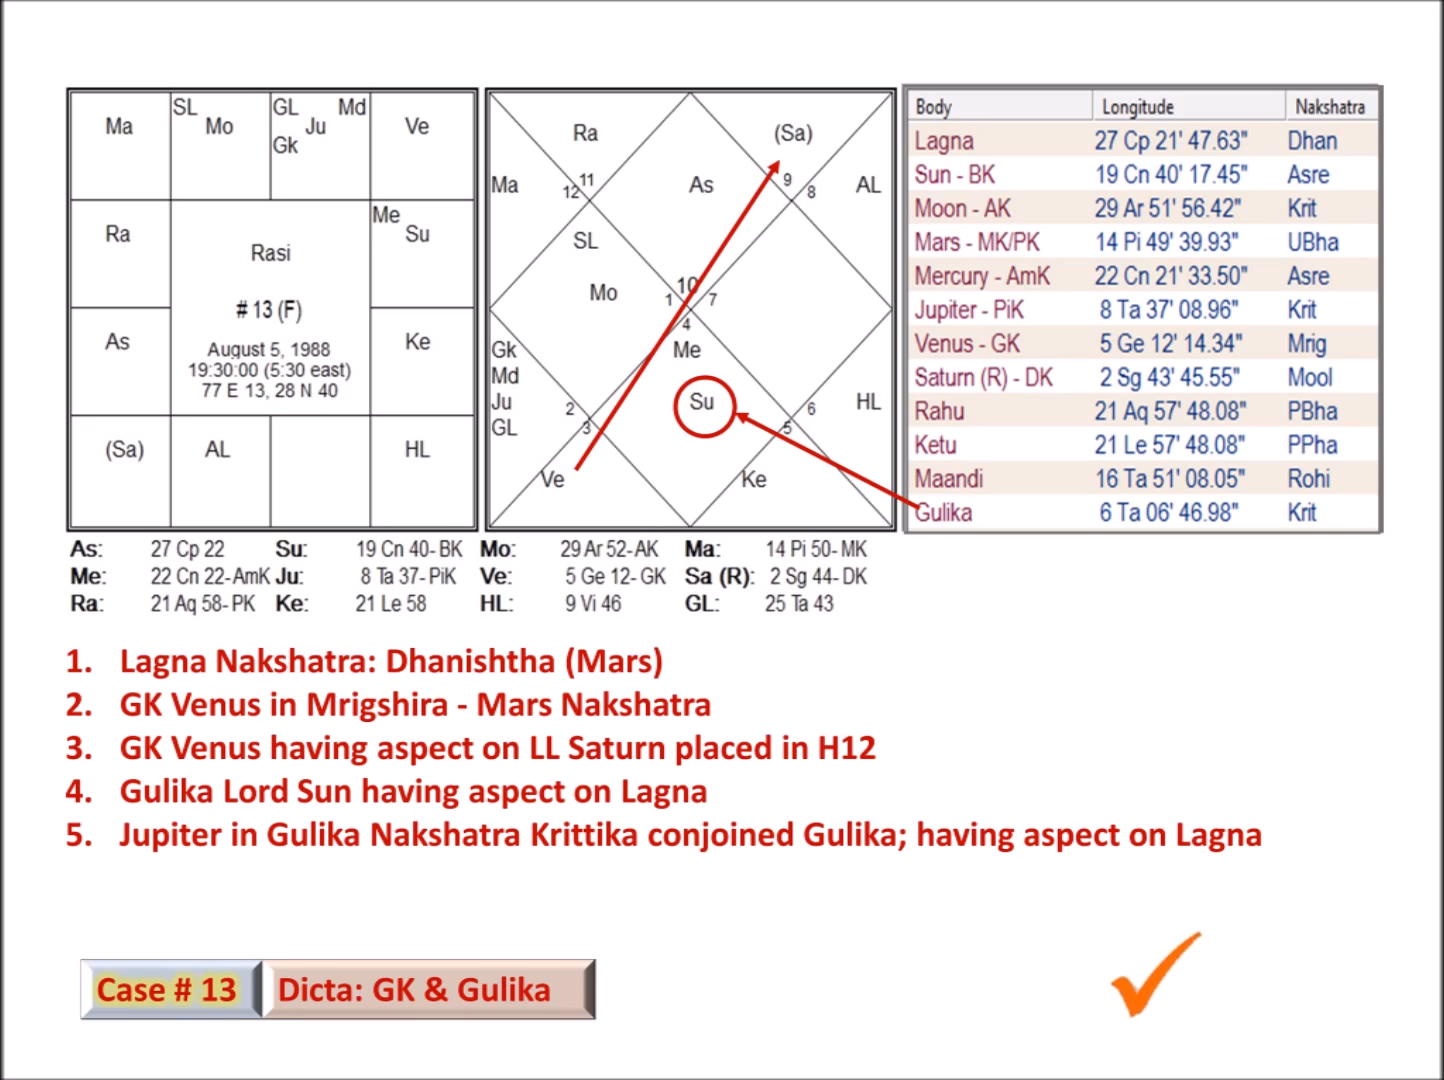 SL
GL Md
Ma
Mo
Ju
Ve
Gk
Me
Ra
Su
Rasi
# 13 (F)
As
August 5, 1988
19:30:00 (5:30 east)
77 E 13, 28 N 40
Ke
(Sa)
AL
HL
Ra
(Sa)
Ma
12
11
As
9
8
AL
SL
Mo
10
1
7
4
Gk
Me
Md
Ju
Su
2
6
HL
GL
3
5
Ve
Ke
Body Longitude Nakshatra
Lagna 27 Cp 21' 47.63" Dhan
Sun - BK 19 Cn 40' 17.45" Asre
Moon - AK 29 Ar 51' 56.42" Krit
Mars - MK/PK 14 Pi 49' 39.93" UBha
Mercury - AmK 22 Cn 21' 33.50" Asre
Jupiter - PiK 8 Ta 37' 08.96" Krit
Venus - GK 5 Ge 12' 14.34" Mrig
Saturn (R) - DK 2 Sg 43' 45.55" Mool
Rahu 21 Aq 57' 48.08" PBha
Ketu 21 Le 57' 48.08" PPha
Maandi 16 Ta 51' 08.05" Rohi
Gulika 6 Ta 06' 46.98" Krit
As: 27 Cp 22 Su: 19 Cn 40- BK Mo: 29 Ar 52- AK Ma: 14 Pi 50- MK
Me: 22 Cn 22- AmK Ju: 8 Ta 37- PiK Ve: 5 Ge 12- GK Sa (R): 2 Sg 44- DK
Ra: 21 Aq 58- PK Ke: 21 Le 58 HL: 9 Vi 46 GL: 25 Ta 43
1. Lagna Nakshatra: Dhanishtha (Mars)
2. GK Venus in Mrigshira - Mars Nakshatra
3. GK Venus having aspect on LL Saturn placed in H12
4. Gulika Lord Sun having aspect on Lagna
5. Jupiter in Gulika Nakshatra Krittika conjoined Gulika; having aspect on Lagna
Case # 13 Dicta: GK & Gulika